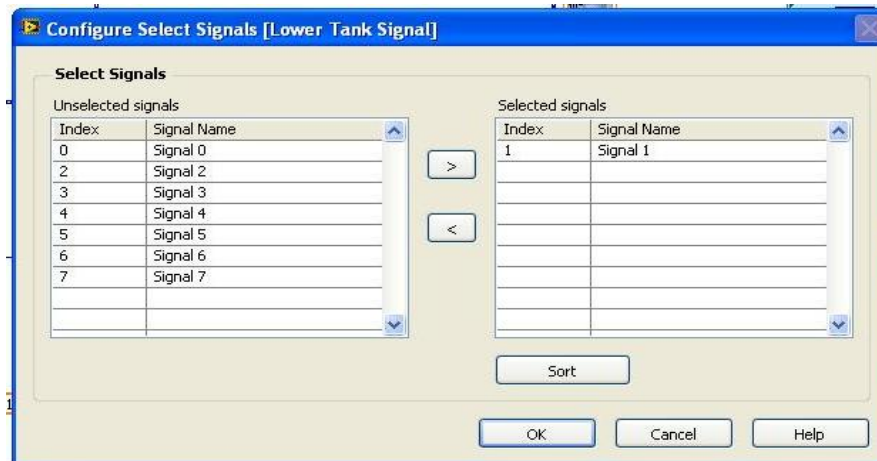 Configure Select Signals [Lower Tank Signal]
Select Signals
Unselected signals
Index Signal Name
0 Signal 0
2 Signal 2
3 Signal 3
4 Signal 4
5 Signal 5
6 Signal 6
7 Signal 7
>
<
Selected signals
Index Signal Name
1 Signal 1
Sort
OK Cancel Help
1